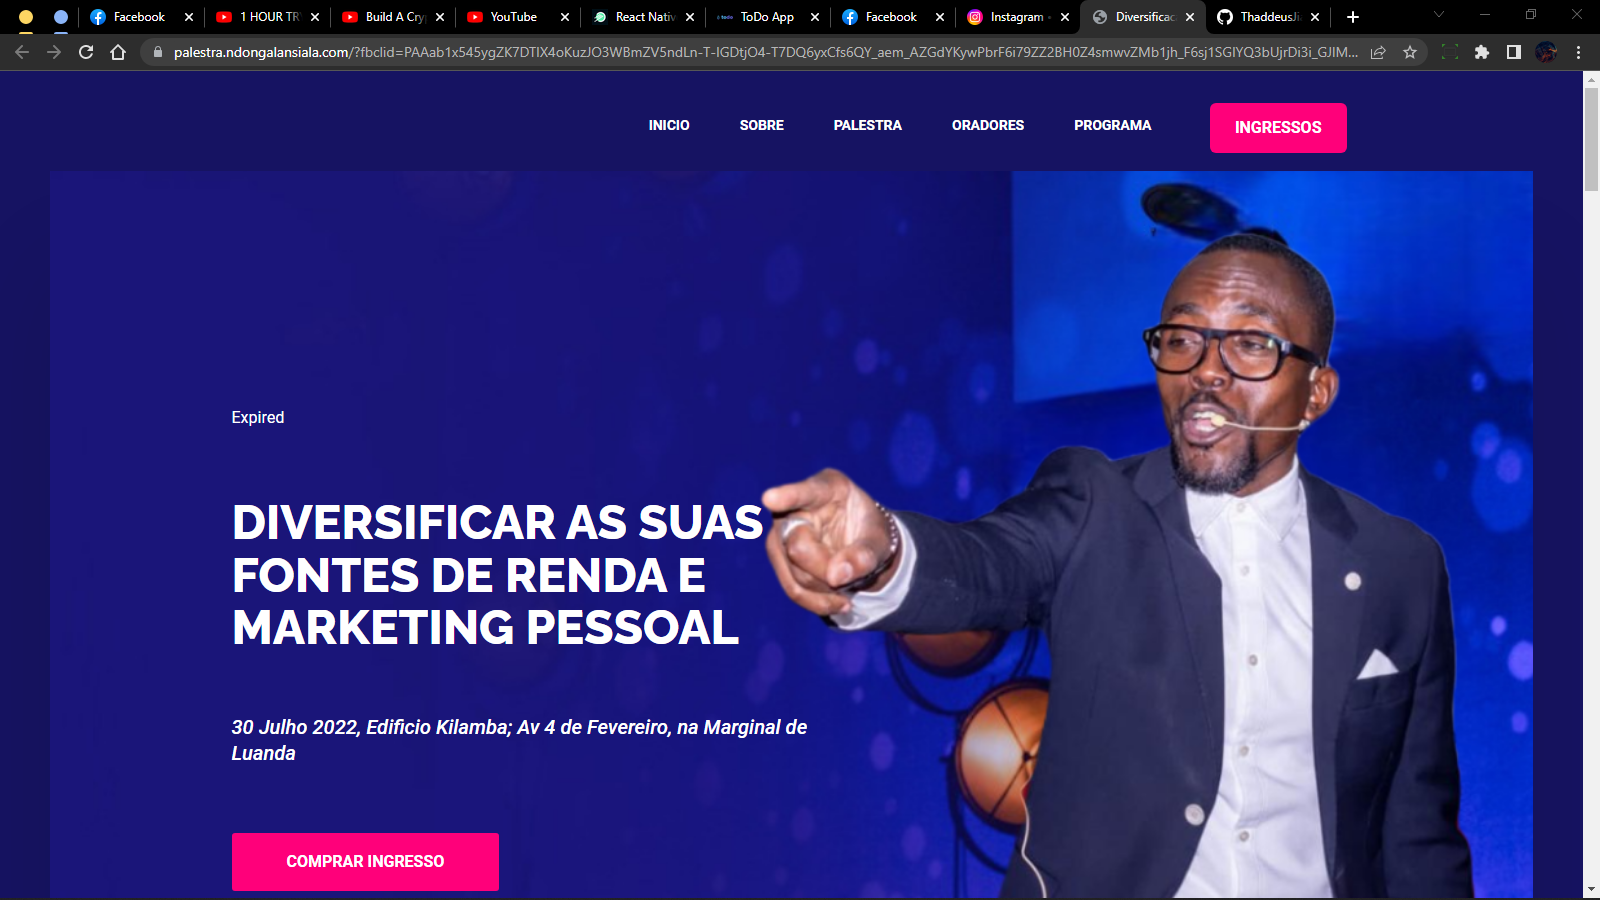 Facebook
1 HOUR TR
Build A Cry
YouTube
React Nativ
ToDo App
Facebook
Instagram
Diversificaç
ThaddeusJi
palestra.ndongalansiala.com/?fbclid=PAAab1x545ygZK7DTIX4oKuzJO3WBmZV5ndLn-T-IGDtjO4-T7DQ6yxCfs6QY_aem_AZGdYKywPbrF6i79ZZ2BH0Z4smwvZMb1jh_F6sj1SGIYQ3bUjrDi3i_GJIM...
INICIO
SOBRE
PALESTRA
ORADORES
PROGRAMA
INGRESSOS
Expired
DIVERSIFICAR AS SUAS
FONTES DE RENDA E
MARKETING PESSOAL
30 Julho 2022, Edificio Kilamba; Av 4 de Fevereiro, na Marginal de
Luanda
COMPRAR INGRESSO